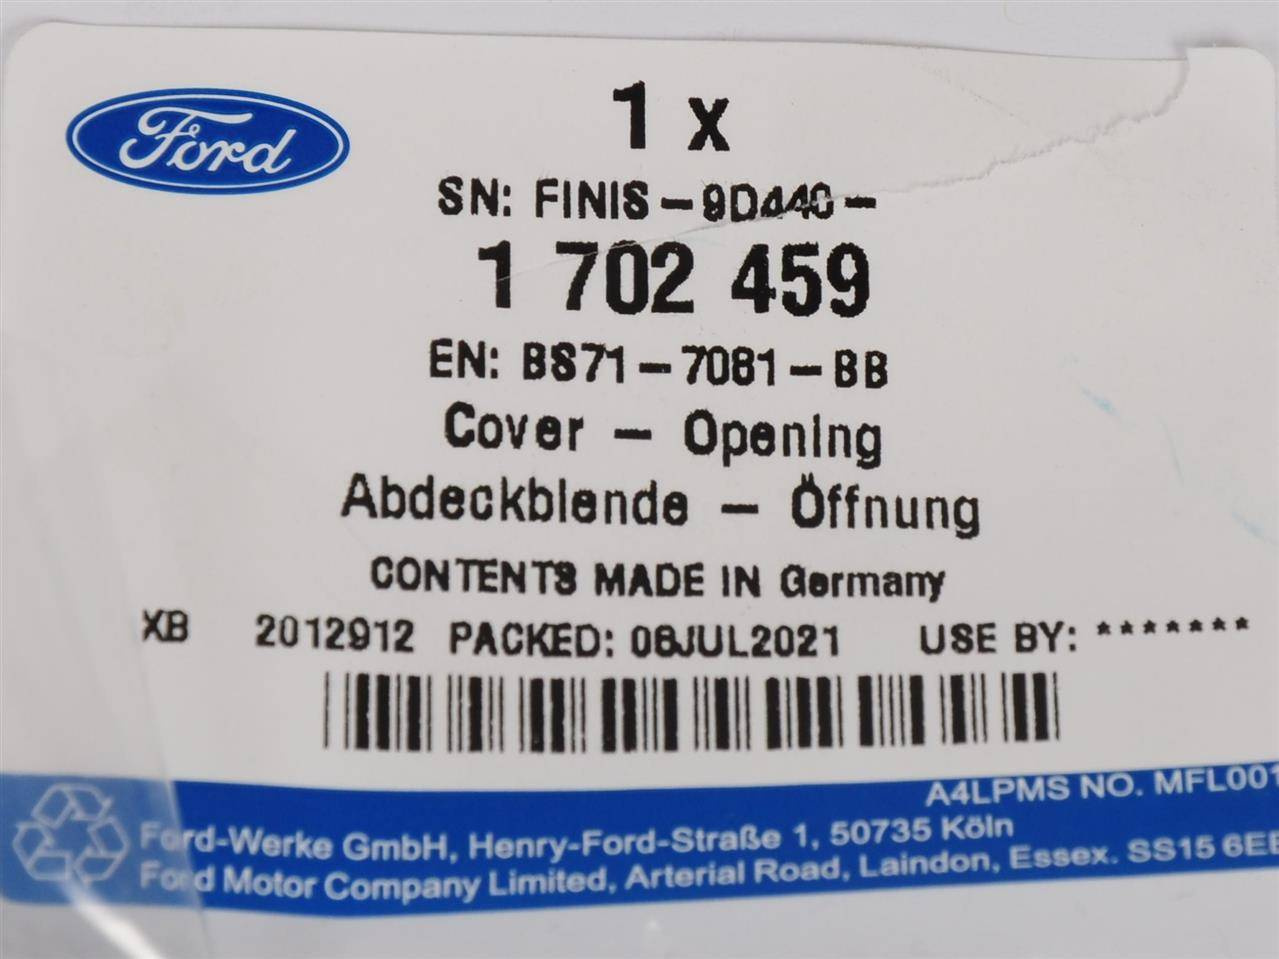 Ford
1 x
SN: FINIS-9D440-
1 702 459
EN: BS71-7081-BB
Cover - Opening
Abdeckblende - Öffnung
CONTENTS MADE IN Germany
XB 2012912 PACKED: 06JUL2021 USE BY: *******
A4LPMS NO. MFL001
Ford-Werke GmbH, Henry-Ford-Straße 1, 50735 Köln
Ford Motor Company Limited, Arterial Road, Laindon, Essex. SS15 6EE